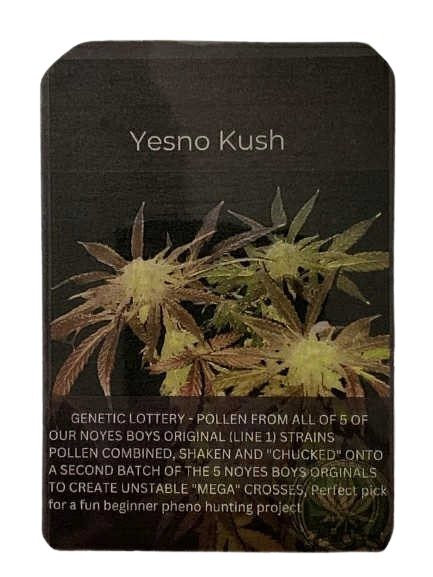 Yesno Kush
GENETIC LOTTERY - POLLEN FROM ALL OF 5 OF
OUR NOYES BOYS ORIGINAL (LINE 1) STRAINS
POLLEN COMBINED, SHAKEN AND "CHUCKED" ONTO
A SECOND BATCH OF THE 5 NOYES BOYS ORGINALS
TO CREATE UNSTABLE "MEGA" CROSSES, Perfect pick
for a fun beginner pheno hunting project